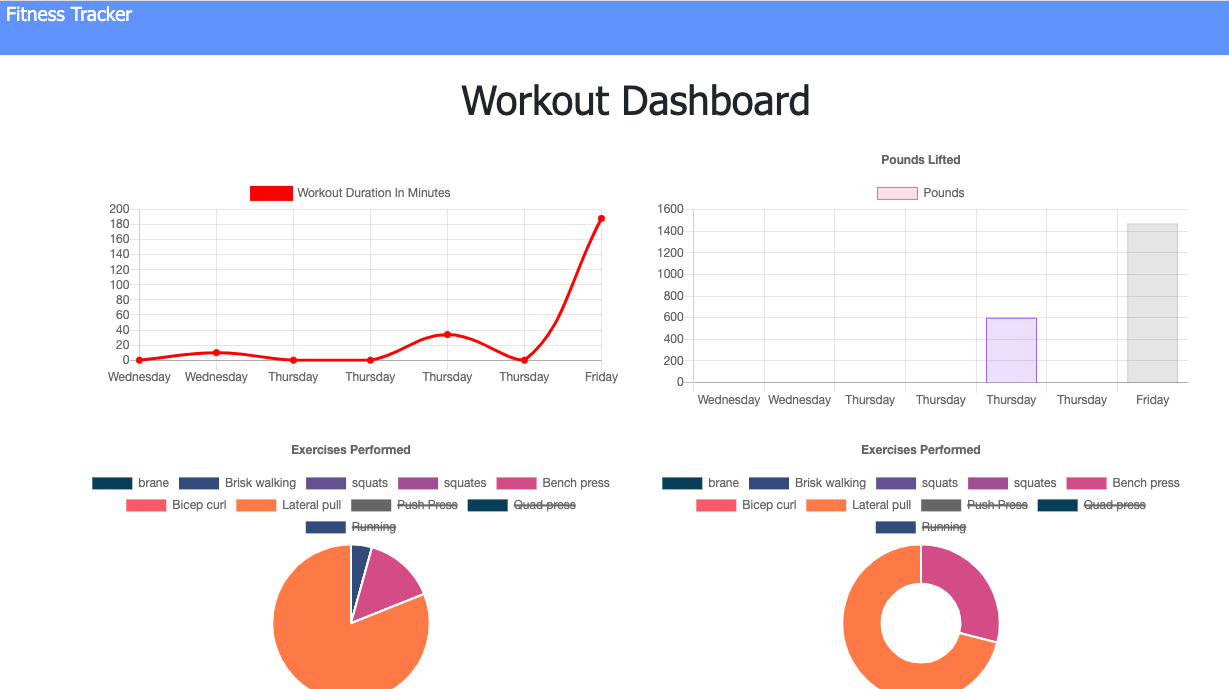 Fitness Tracker
Workout Dashboard
Workout Duration In Minutes
200
180
160
140
120
100
80
60
40
20
0
Wednesday Wednesday Thursday Thursday Thursday Thursday Friday
Pounds Lifted
Pounds
1600
1400
1200
1000
800
600
400
200
0
Wednesday Wednesday Thursday Thursday Thursday Thursday Friday
Exercises Performed
brane Brisk walking squats squates Bench press
Bicep curl Lateral pull Push Press Quad press
Running
Exercises Performed
brane Brisk walking squats squates Bench press
Bicep curl Lateral pull Push Press Quad press
Running